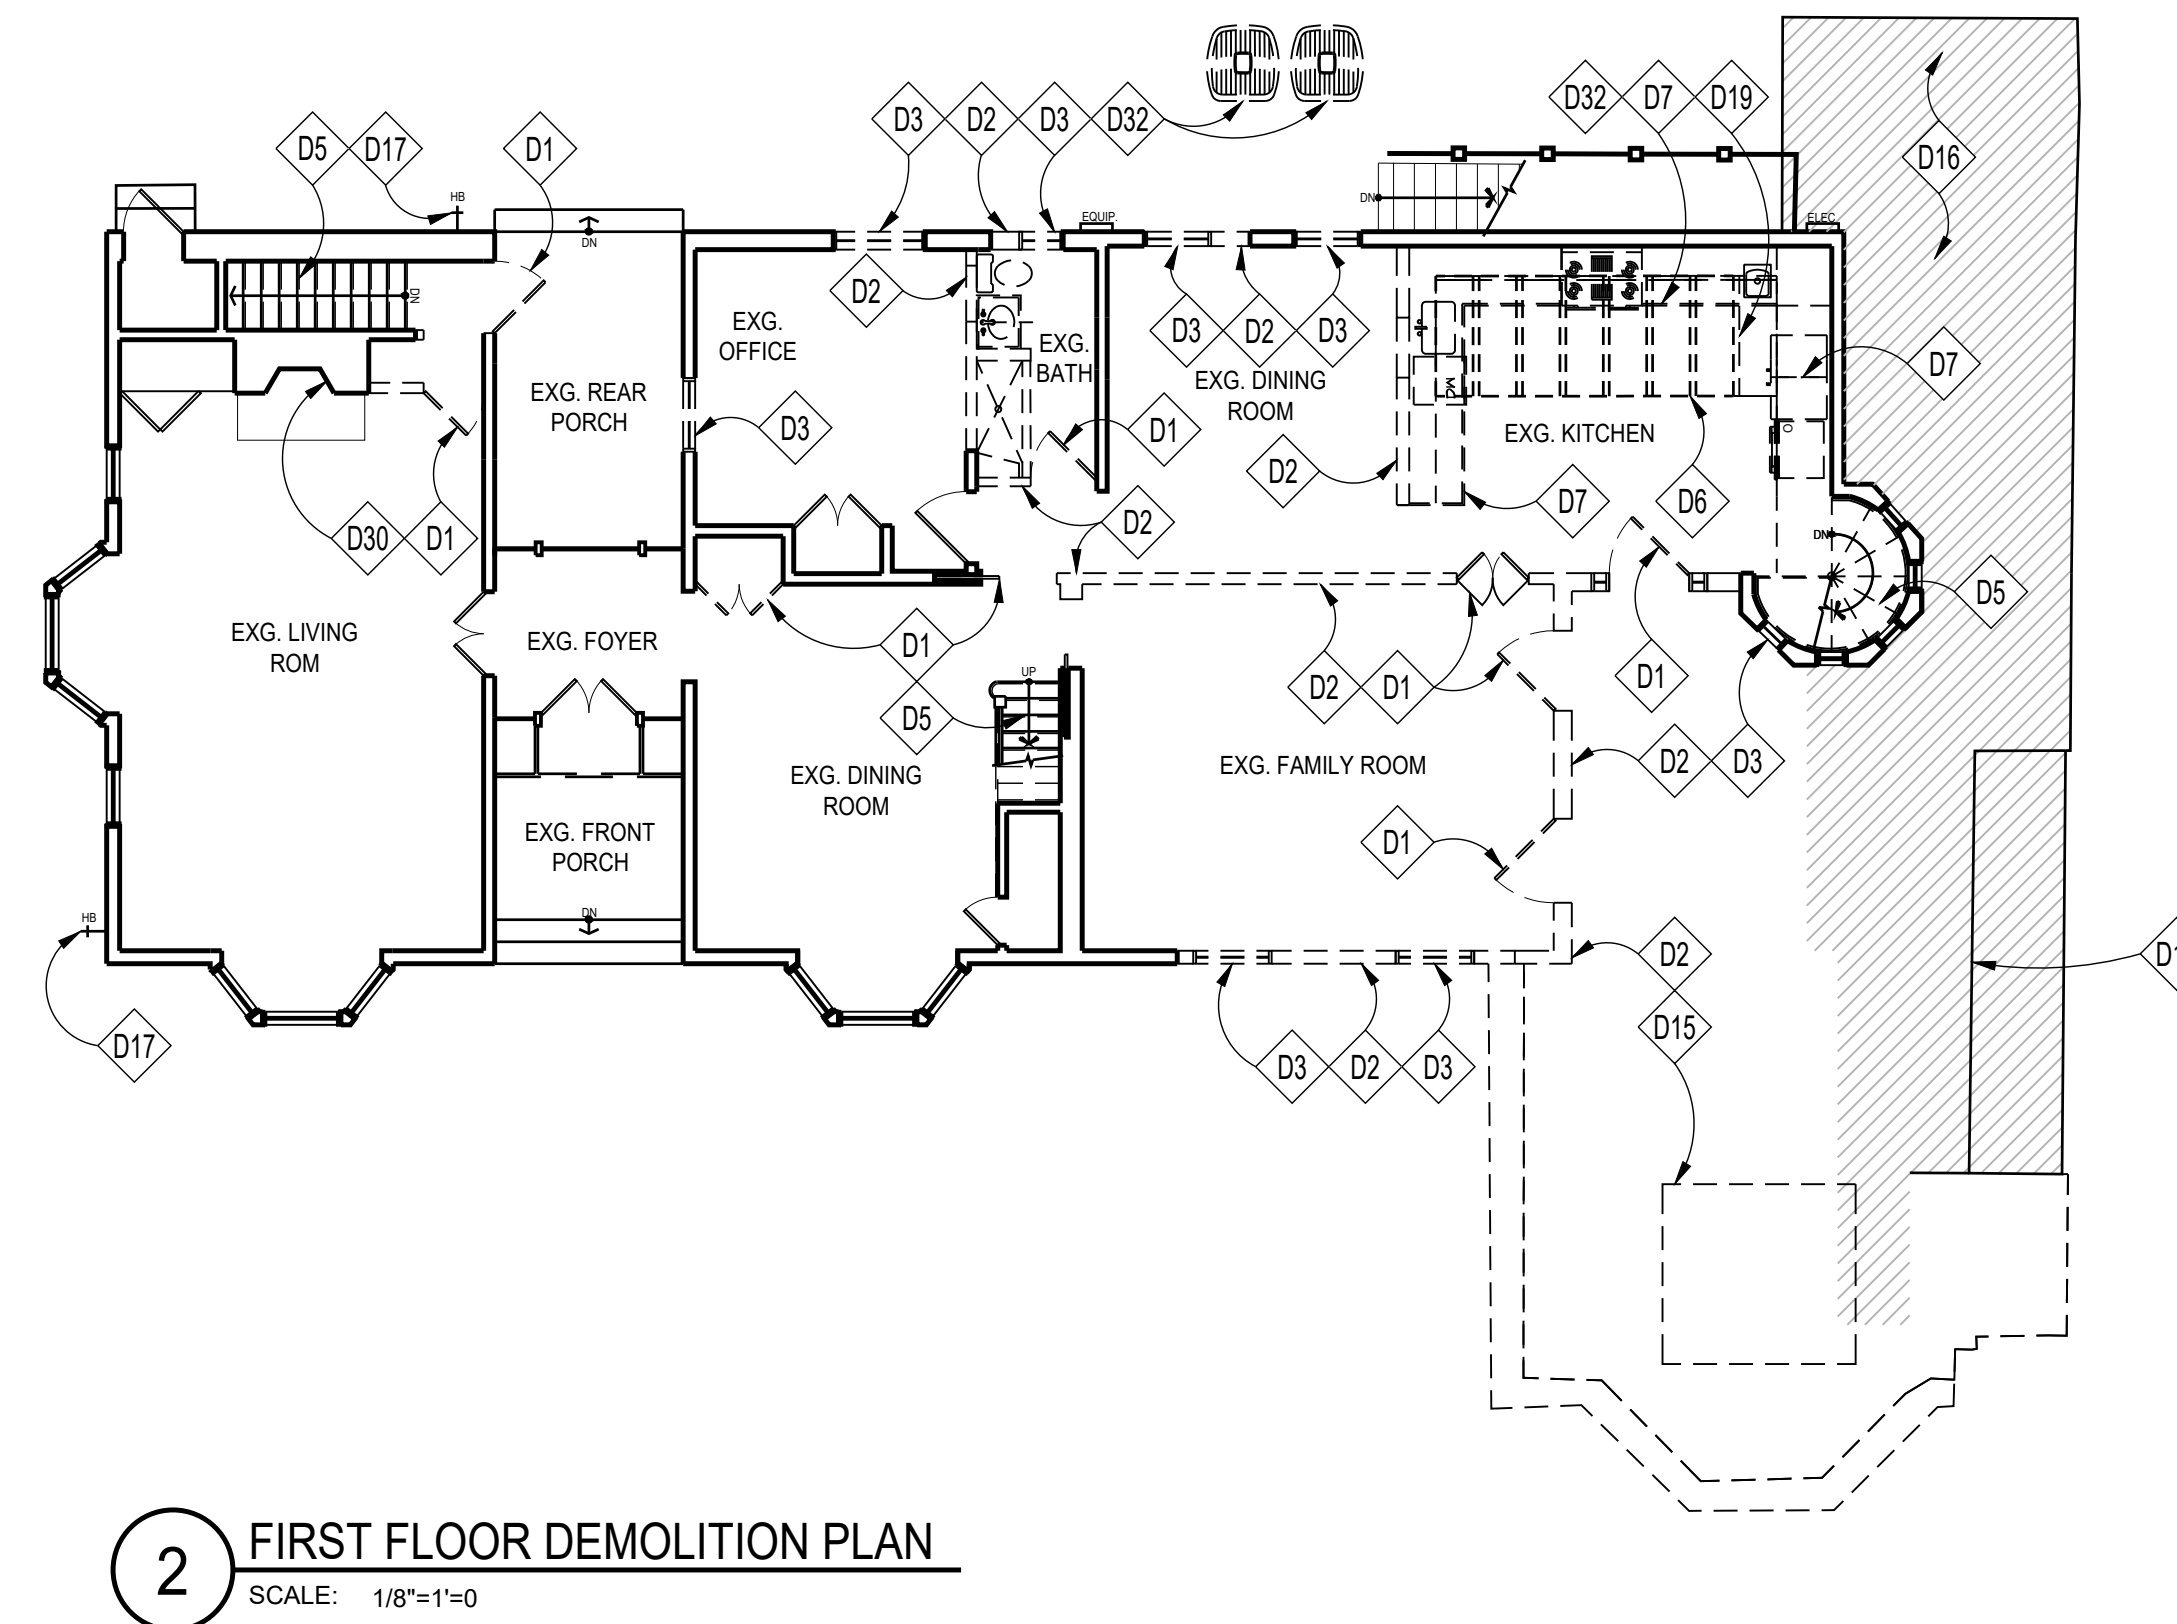 D3 D2 D3 D32
D32 D7 D19
D5 D17
D1
D16
HB
DN
EQUIP.
DN
ELEC
DN
D2
EXG.
OFFICE
EXG.
BATH
D3 D2 D3
D7
EXG. DINING
ROOM
EXG. REAR
PORCH
D3
D1
EXG. KITCHEN
D2
D7
D6
D2
D30 D1
DN
D5
EXG. LIVING
ROM
EXG. FOYER
D1
D5
UP
D2 D1
D1
D2 D3
EXG. DINING
ROOM
EXG. FAMILY ROOM
EXG. FRONT
PORCH
D1
HB
DN
D2
D15
D17
D3 D2 D3
2
FIRST FLOOR DEMOLITION PLAN
SCALE: 1/8"=1'=0